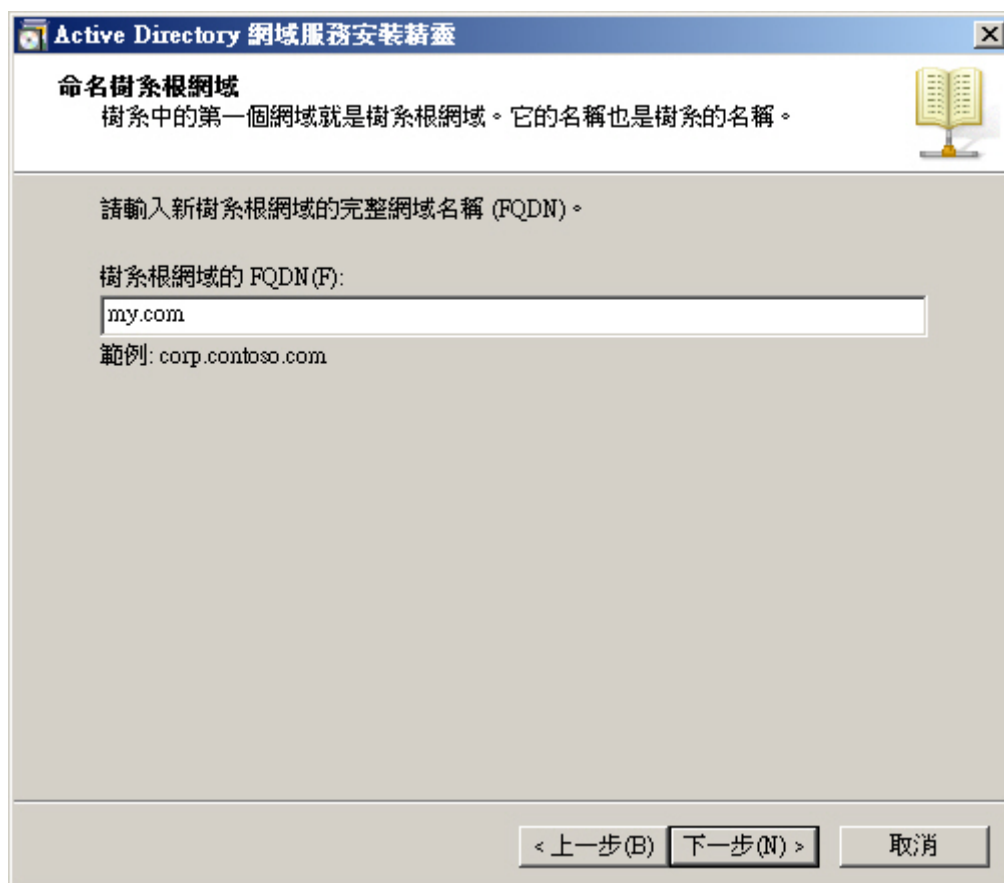 Active Directory 網域服務安裝精靈
命名樹系根網域
樹系中的第一個網域就是樹系根網域。它的名稱也是樹系的名稱。
請輸入新樹系根網域的完整網域名稱 (FQDN)。
樹系根網域的 FQDN(F):
my.com
範例: corp.contoso.com
< 上一步(B)
下一步(N) >
取消